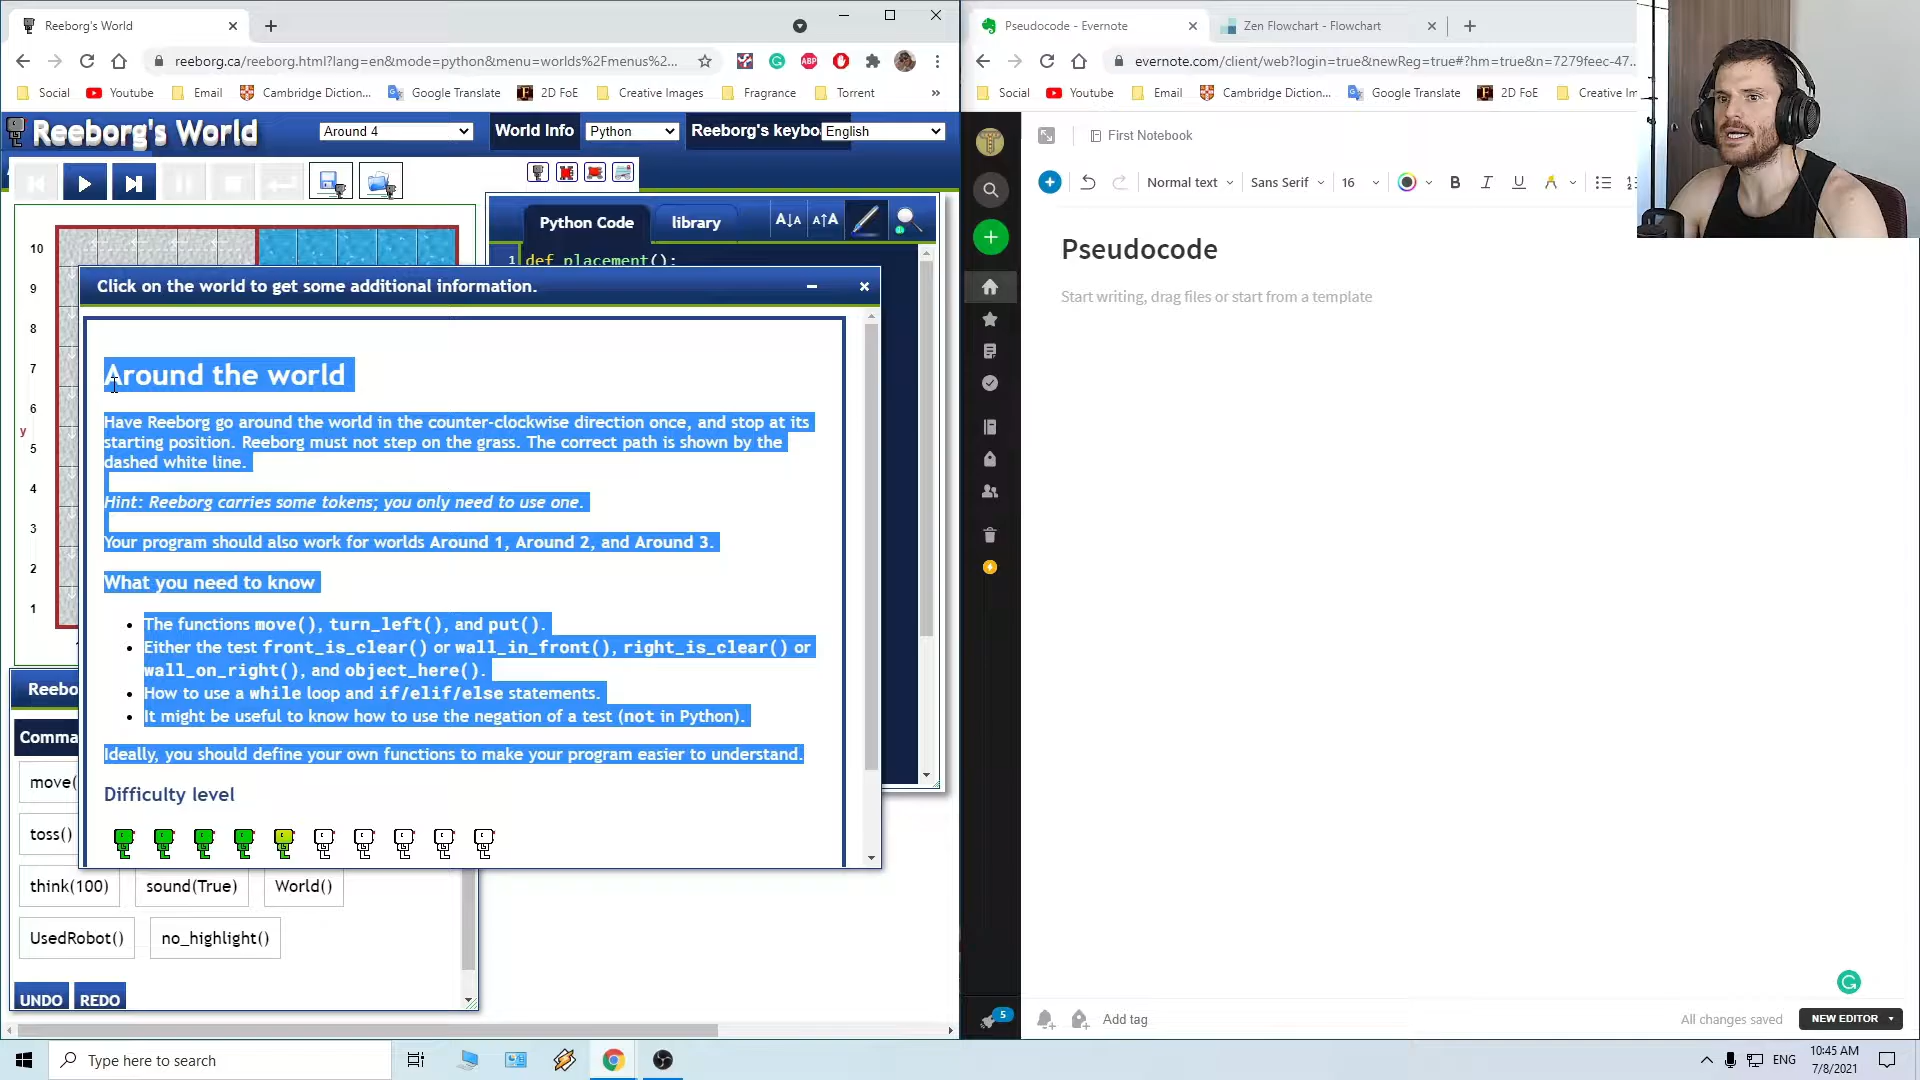 Reeborg's World
Pseudocode - Evernote
Zen Flowchart - Flowchart
reeborg.ca/reeborg.html?lang=en&mode=python&menu=worlds%2Fmenus%2...
evernote.com/client/web?login=true&newReg=true#?hm=true&n=7279feec-47...
Social
Youtube
Email
Cambridge Diction...
Google Translate
2D FoE
Creative Images
Fragrance
Torrent
»
Social
Youtube
Email
Cambridge Diction...
Google Translate
2D FoE
Creative Im
Reeborg's World
Around 4
World Info
Python
Reeborg's keybo
English
First Notebook
Normal text
Sans Serif
16
B
I
U
A
Python Code
library
A↓A
A↑A
1 def placement():
10
9
8
7
6
y
5
4
3
2
1
Click on the world to get some additional information.
Around the world
Have Reeborg go around the world in the counter-clockwise direction once, and stop at its
starting position. Reeborg must not step on the grass. The correct path is shown by the
dashed white line.
Hint: Reeborg carries some tokens; you only need to use one.
Your program should also work for worlds Around 1, Around 2, and Around 3.
What you need to know
• The functions move(), turn_left(), and put().
• Either the test front_is_clear() or wall_in_front(), right_is_clear() or
wall_on_right(), and object_here().
• How to use a while loop and if/elif/else statements.
• It might be useful to know how to use the negation of a test (not in Python).
Ideally, you should define your own functions to make your program easier to understand.
Difficulty level
Reebo
Comma
move(
toss()
think(100)
sound(True)
World()
UsedRobot()
no_highlight()
UNDO
REDO
Pseudocode
Start writing, drag files or start from a template
5
Add tag
All changes saved
NEW EDITOR
Type here to search
ENG
10:45 AM
7/8/2021